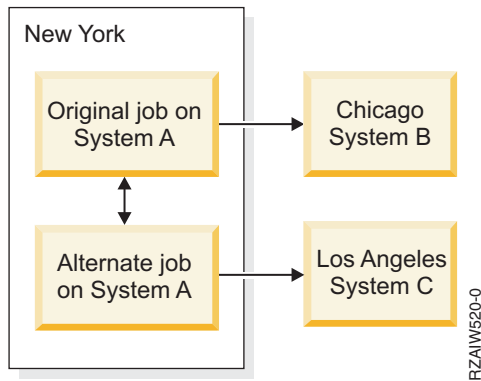 New York
Original job on
System A
Chicago
System B
Alternate job
on System A
Los Angeles
System C
RZAIW520-0